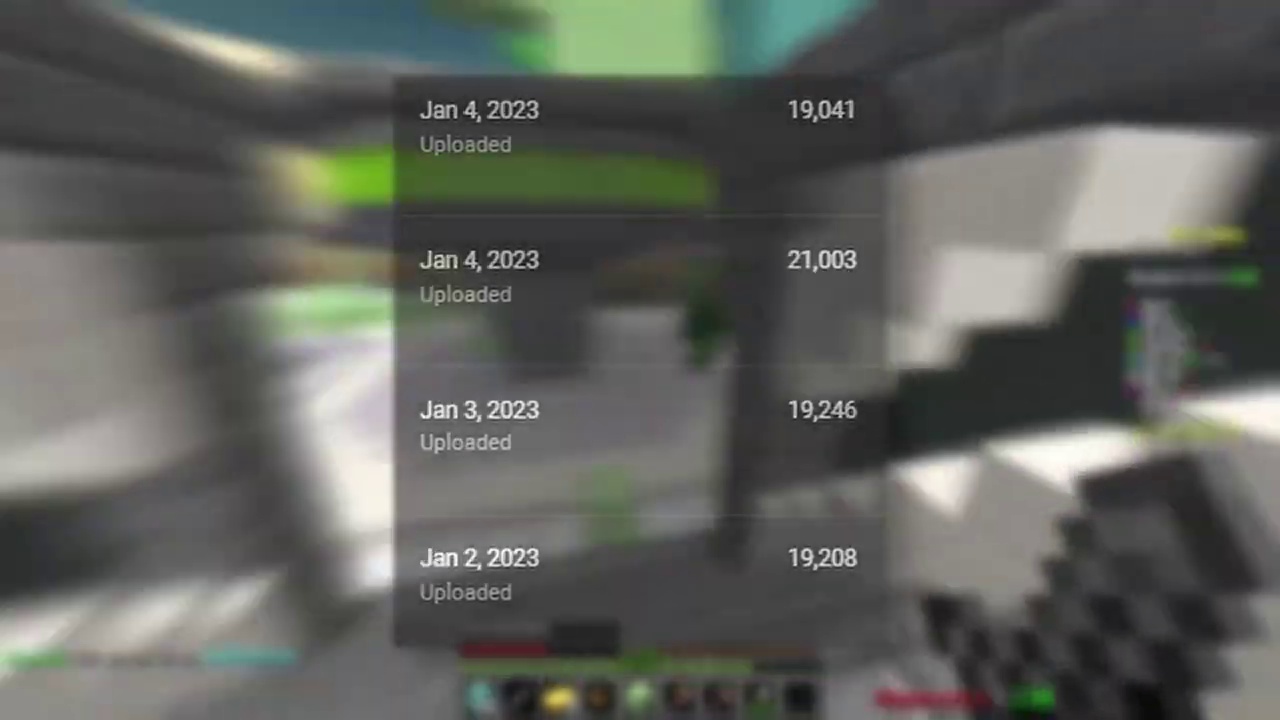 Jan 4, 2023 19,041
Uploaded
Jan 4, 2023 21,003
Uploaded
Jan 3, 2023 19,246
Uploaded
Jan 2, 2023 19,208
Uploaded